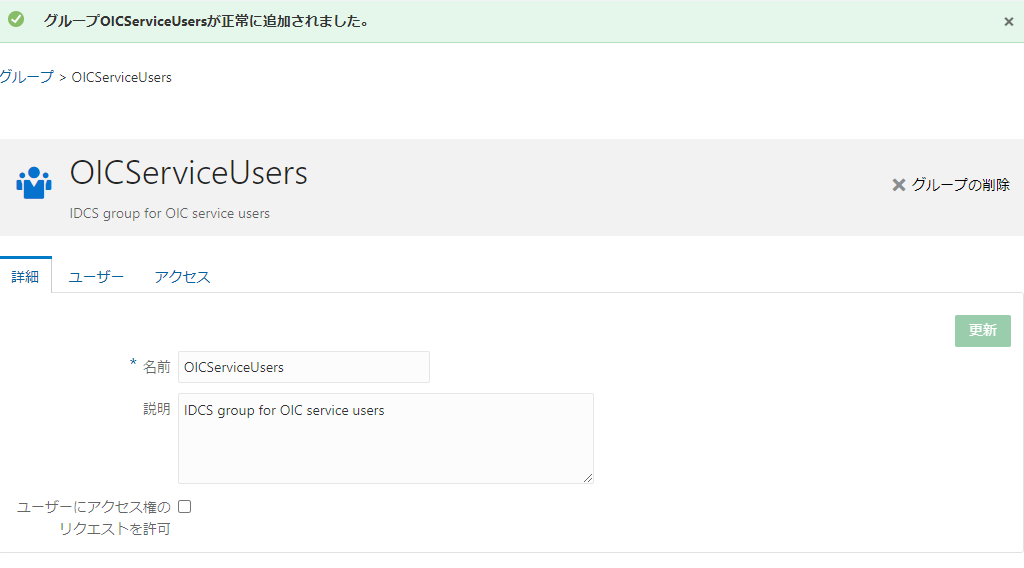 グループOICServiceUsersが正常に追加されました。
グループ > OICServiceUsers
OICServiceUsers
IDCS group for OIC service users
グループの削除
詳細 ユーザー アクセス
更新
* 名前 OICServiceUsers
説明 IDCS group for OIC service users
ユーザーにアクセス権の
リクエストを許可